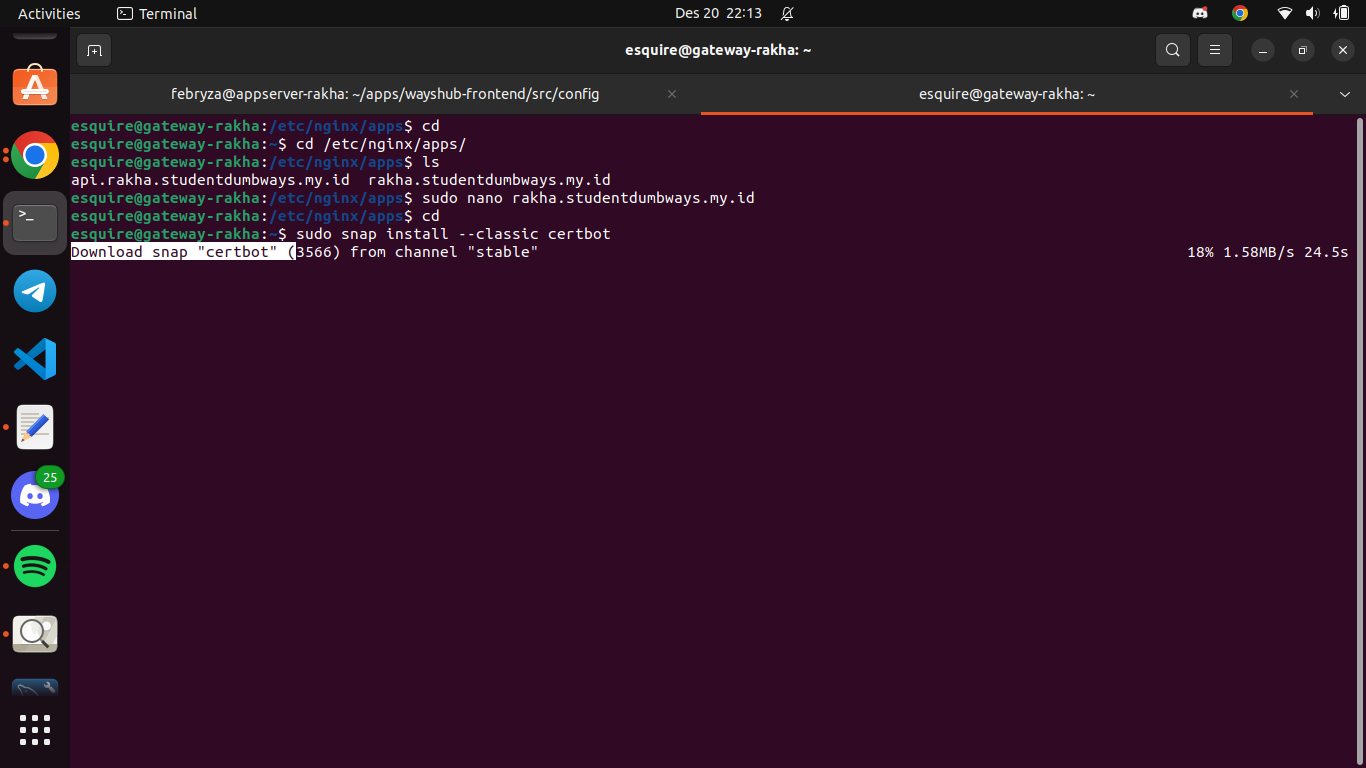 Activities Terminal Des 20 22:13
esquire@gateway-rakha: ~
febryza@appserver-rakha: ~/apps/wayshub-frontend/src/config esquire@gateway-rakha: ~
esquire@gateway-rakha:/etc/nginx/apps$ cd
esquire@gateway-rakha:~$ cd /etc/nginx/apps/
esquire@gateway-rakha:/etc/nginx/apps$ ls
api.rakha.studentdumbways.my.id  rakha.studentdumbways.my.id
esquire@gateway-rakha:/etc/nginx/apps$ sudo nano rakha.studentdumbways.my.id
esquire@gateway-rakha:/etc/nginx/apps$ cd
esquire@gateway-rakha:~$ sudo snap install --classic certbot
Download snap "certbot" (3566) from channel "stable" 18% 1.58MB/s 24.5s
>_
25